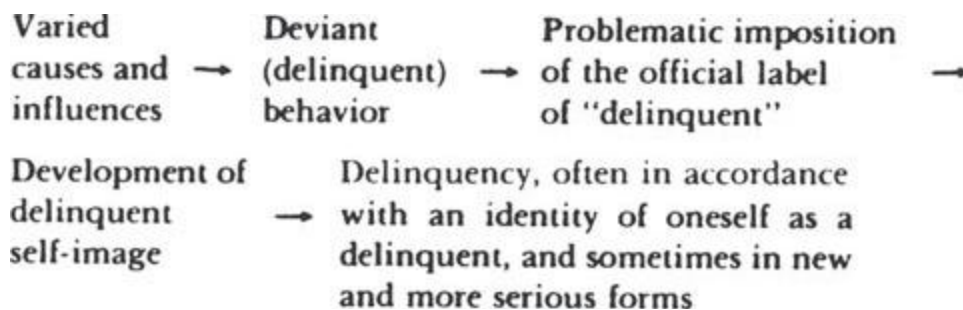 Varied
causes and
influences
→
Deviant
(delinquent)
behavior
→
Problematic imposition
of the official label
of "delinquent"
→
Development of
delinquent
self-image
→
Delinquency, often in accordance
with an identity of oneself as a
delinquent, and sometimes in new
and more serious forms